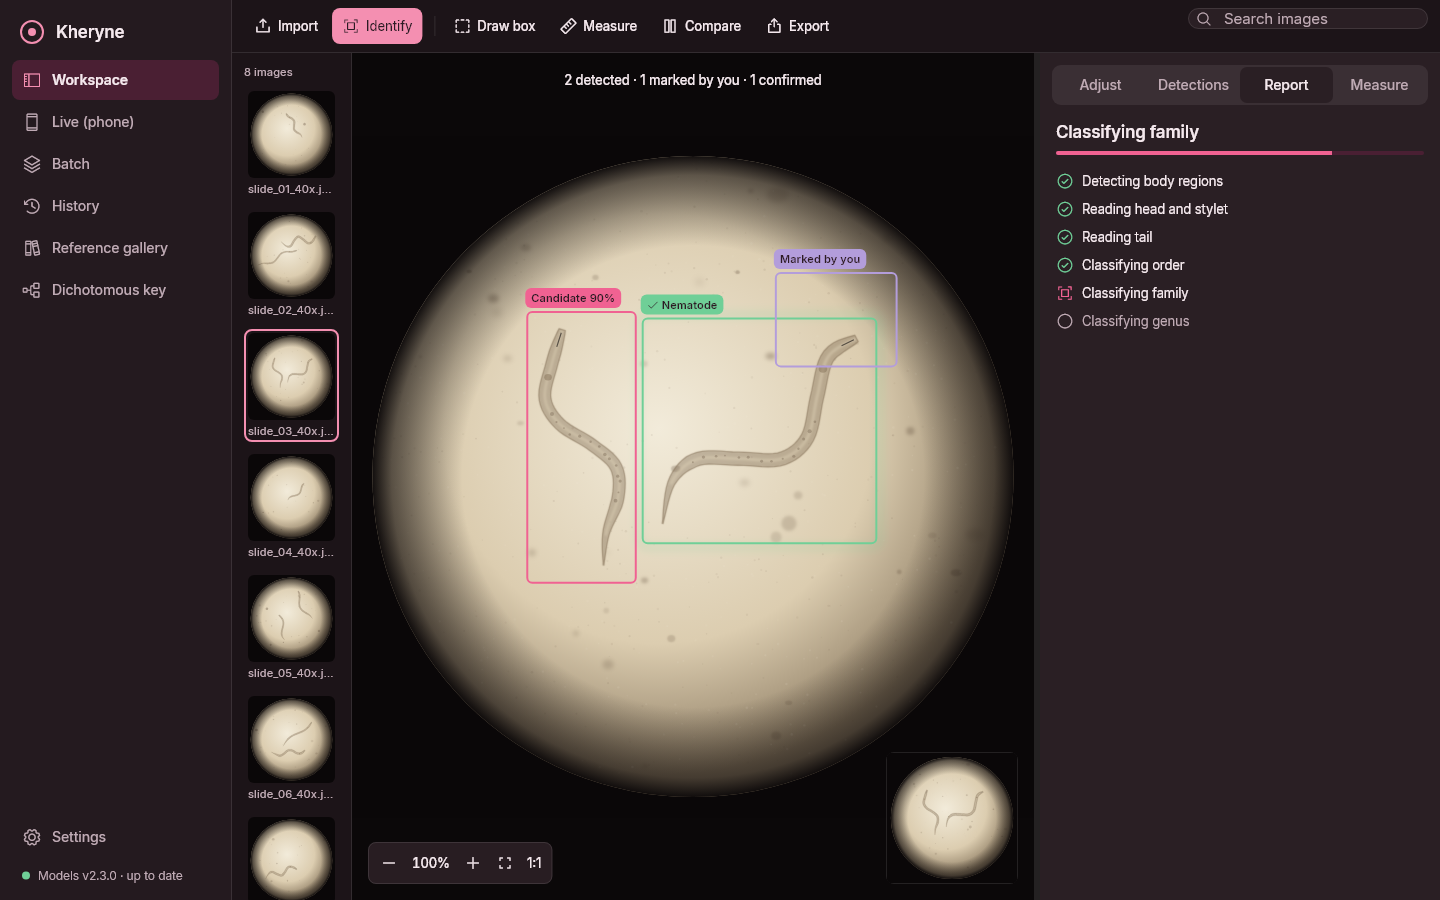 Kheryne
Workspace
Live (phone)
Batch
History
Reference gallery
Dichotomous key
Settings
Models v2.3.0 · up to date
Import
Identify
Draw box
Measure
Compare
Export
Search images
8 images
slide_01_40x.j...
slide_02_40x.j...
slide_03_40x.j...
slide_04_40x.j...
slide_05_40x.j...
slide_06_40x.j...
2 detected · 1 marked by you · 1 confirmed
Marked by you
Candidate 90%
Nematode
100%
1:1
Adjust
Detections
Report
Measure
Classifying family
Detecting body regions
Reading head and stylet
Reading tail
Classifying order
Classifying family
Classifying genus